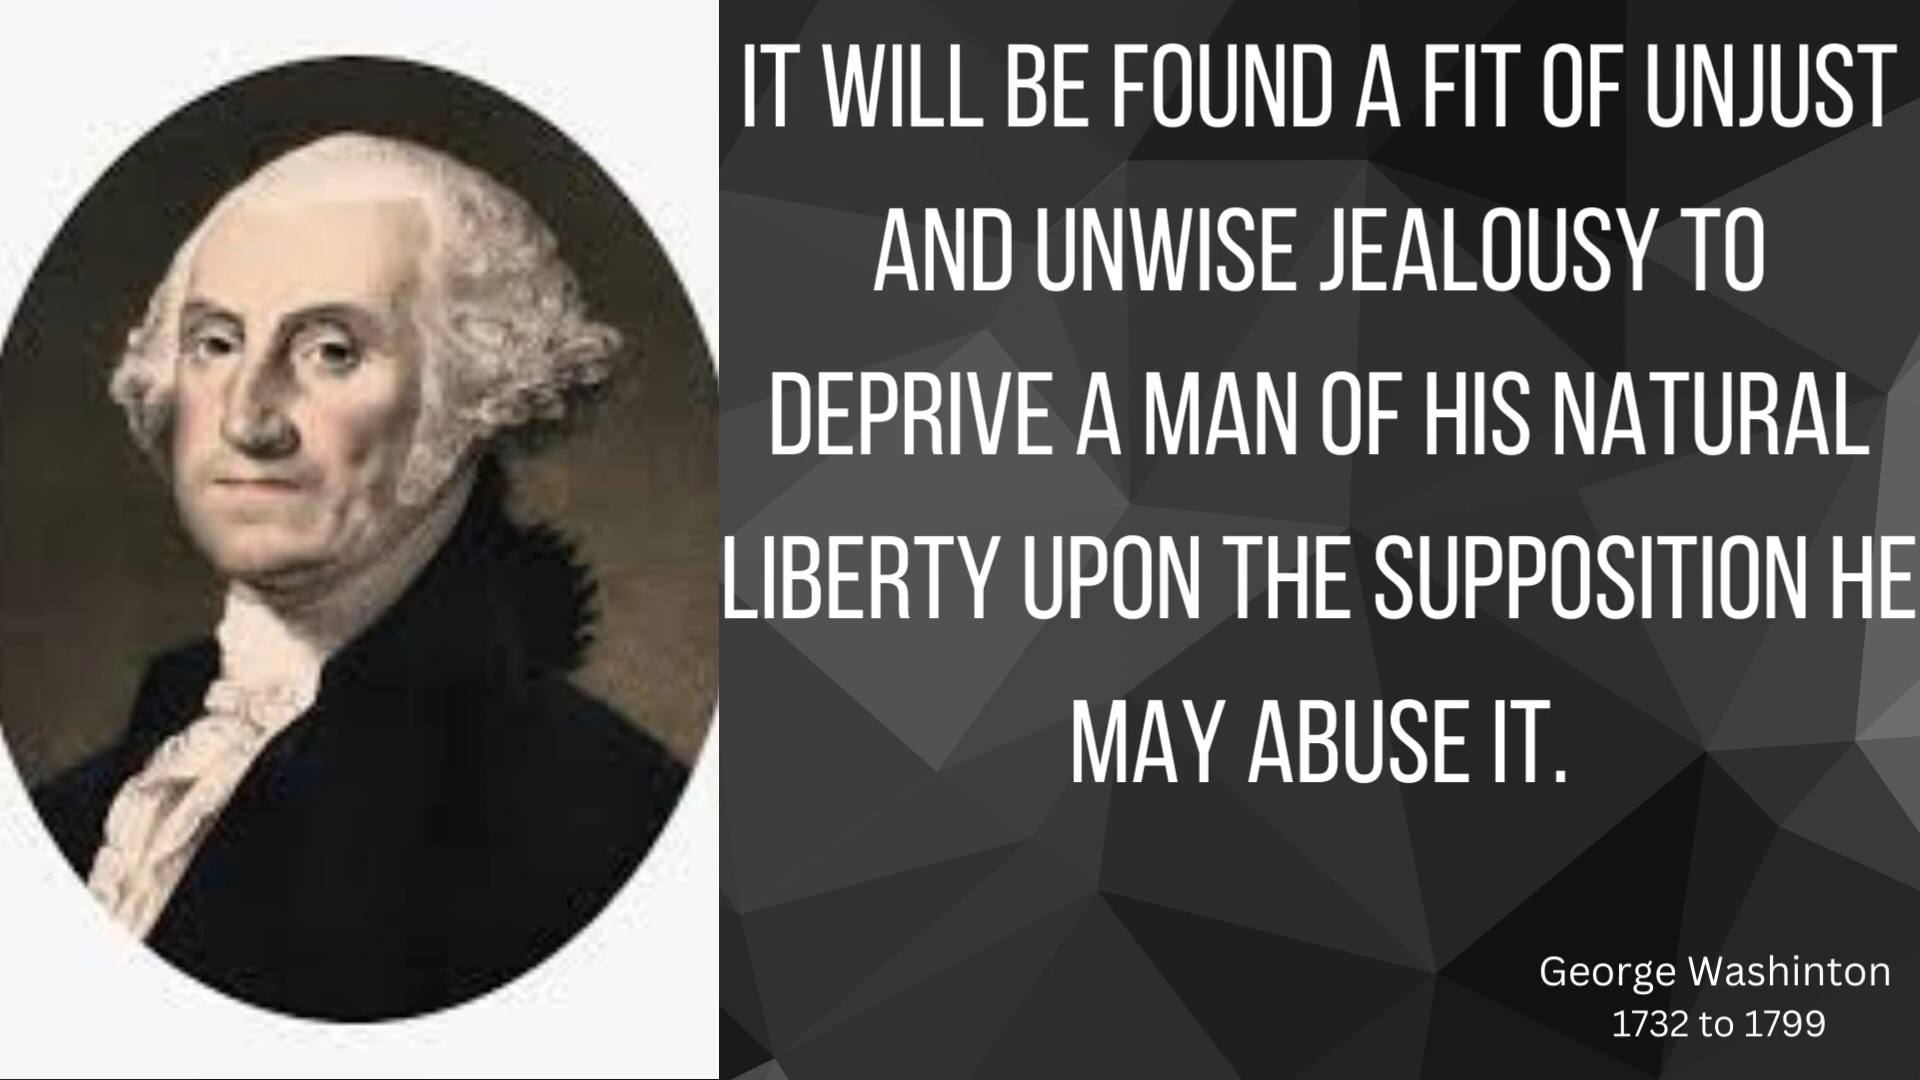 IT WILL BE FOUND A FIT OF UNJUST
AND UNWISE JEALOUSY TO
DEPRIVE A MAN OF HIS NATURAL
LIBERTY UPON THE SUPPOSITION HE
MAY ABUSE IT.
George Washinton
1732 to 1799